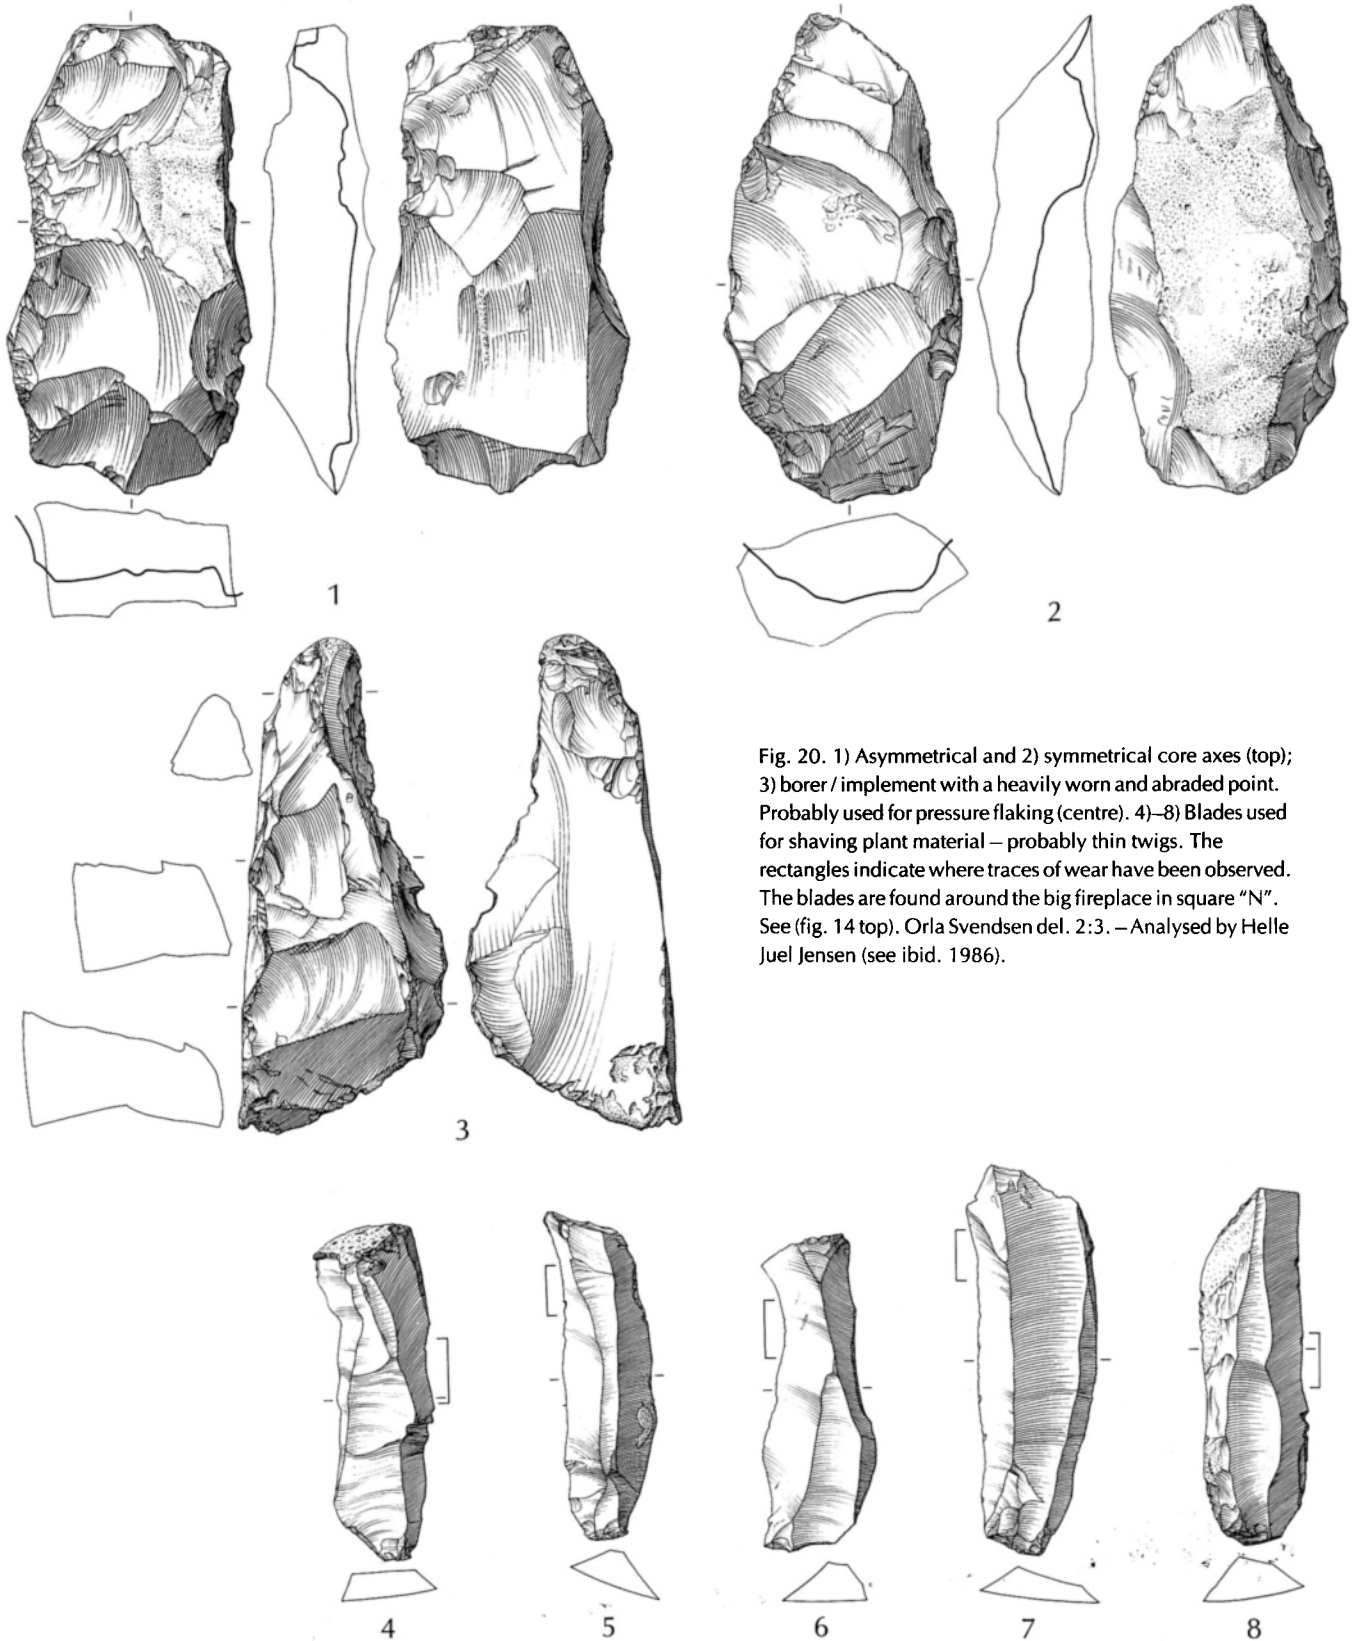 1
2
Fig. 20. 1) Asymmetrical and 2) symmetrical core axes (top);
3) borer / implement with a heavily worn and abraded point.
Probably used for pressure flaking (centre). 4)–8) Blades used
for shaving plant material – probably thin twigs. The
rectangles indicate where traces of wear have been observed.
The blades are found around the big fireplace in square “N”.
See (fig. 14 top). Orla Svendsen del. 2:3. – Analysed by Helle
Juel Jensen (see ibid. 1986).
3
4 5 6 7 8